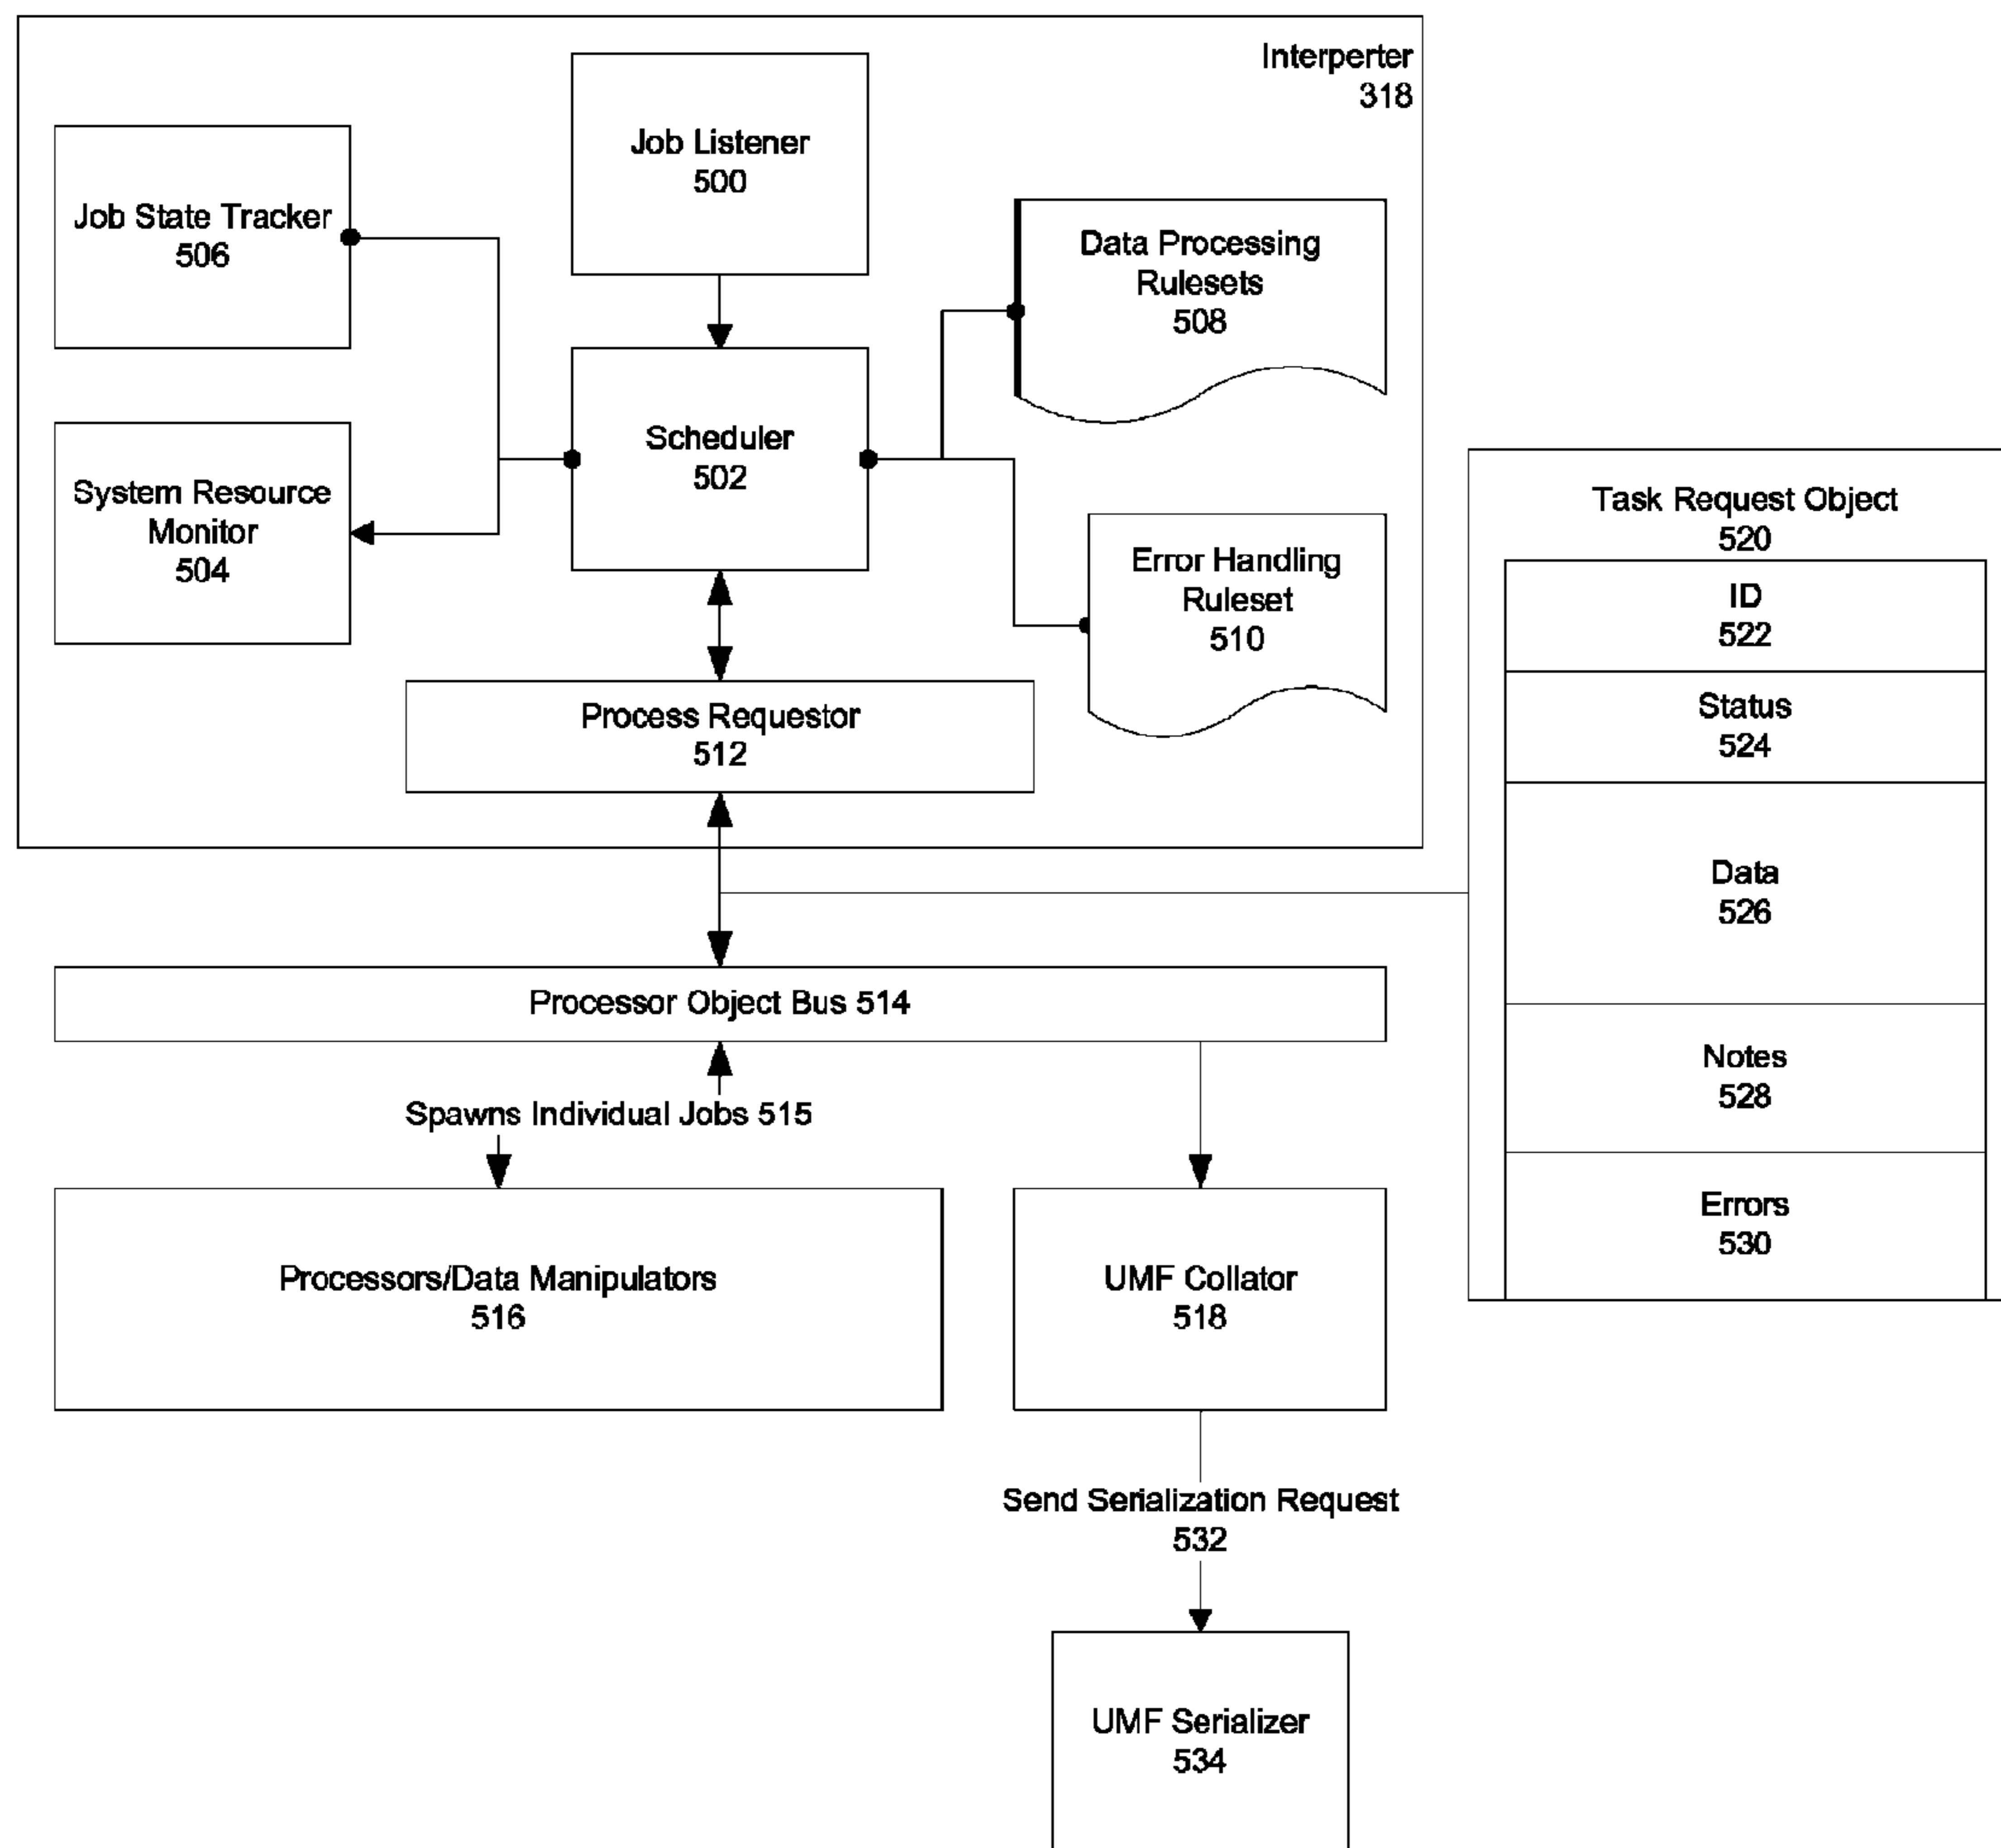 Interperter
318
Job Listener
500
Job State Tracker
506
Data Processing
Rulesets
508
Scheduler
502
System Resource
Monitor
504
Error Handling
Ruleset
510
Process Requestor
512
Task Request Object
520
ID
522
Status
524
Data
526
Notes
528
Errors
530
Processor Object Bus 514
Spawns Individual Jobs 515
Processors/Data Manipulators
516
UMF Collator
518
Send Serialization Request
532
UMF Serializer
534